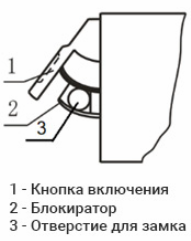 1
2
3
1 - Кнопка включения
2 - Блокиратор
3 - Отверстие для замка